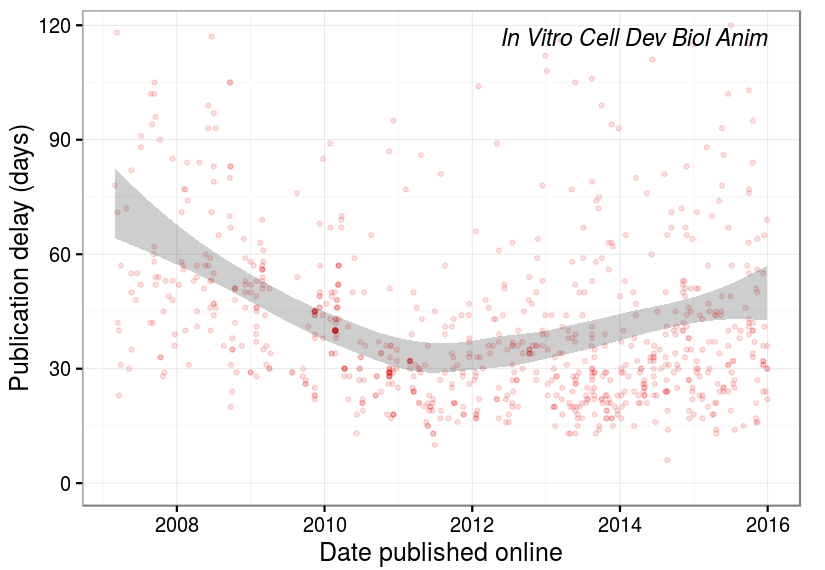 In Vitro Cell Dev Biol Anim
Publication delay (days)
120
90
60
30
0
2008 2010 2012 2014 2016
Date published online